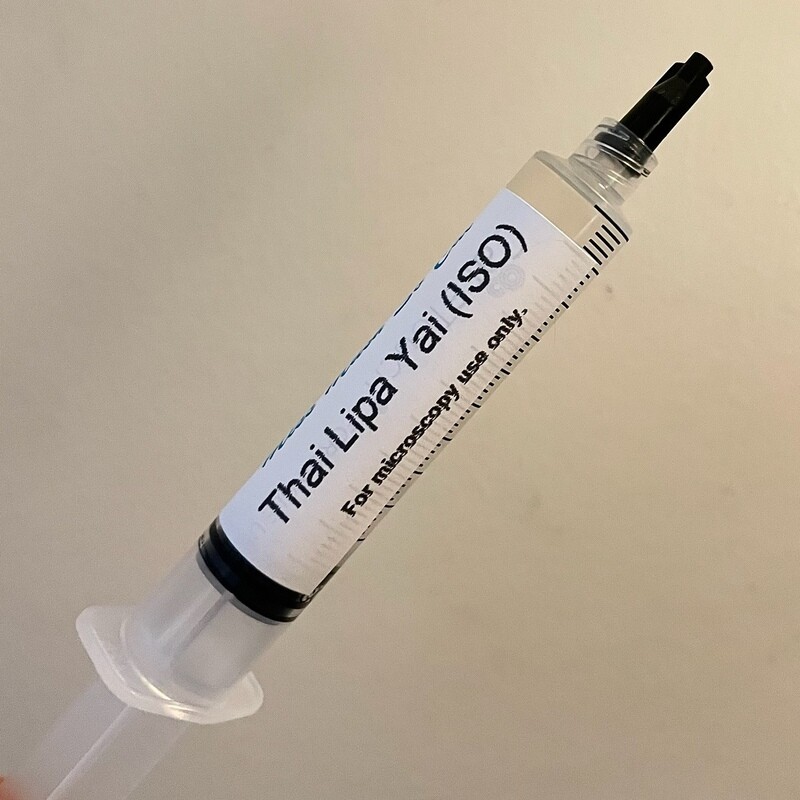 Thai Lipa Yai (ISO)
For microscopy use only.